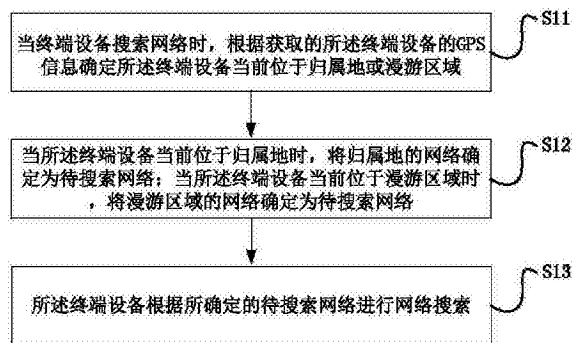 当终端设备搜索网络时，根据获取的所述终端设备的GPS
信息确定所述终端设备当前位于归属地或漫游区域
S11
当所述终端设备当前位于归属地时，将归属地的网络确
定为待搜索网络；当所述终端设备当前位于漫游区域时
，将漫游区域的网络确定为待搜索网络
S12
所述终端设备根据所确定的待搜索网络进行网络搜索
S13